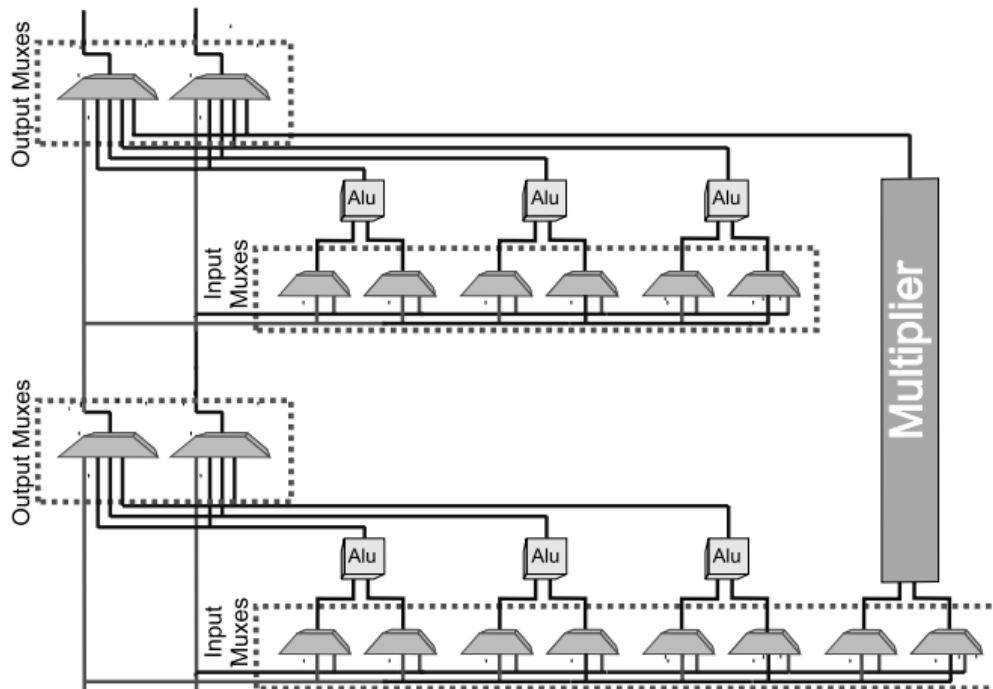 Output Muxes
Alu
Alu
Alu
Input
Muxes
Multiplier
Output Muxes
Alu
Alu
Alu
Input
Muxes